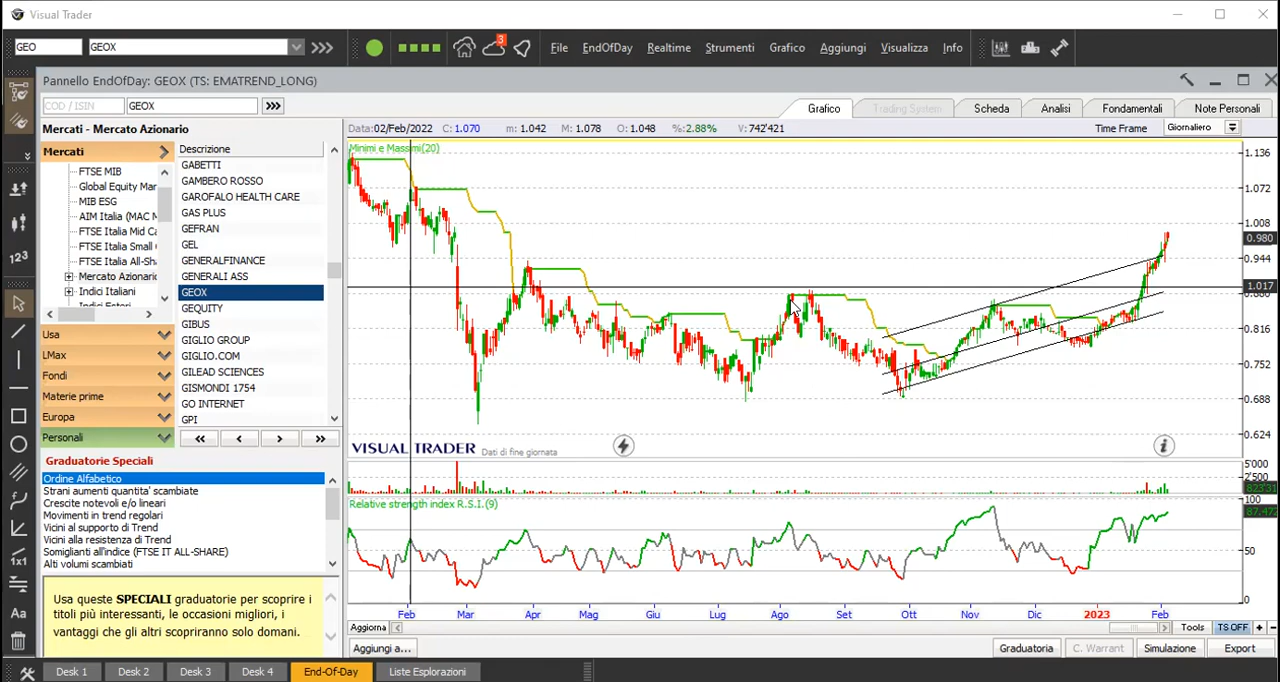 Visual Trader
GEO GEOX File EndOfDay Realtime Strumenti Grafico Aggiungi Visualizza Info
3
Pannello EndOfDay: GEOX (TS: EMATREND_LONG)
COD / ISIN GEOX Grafico Trading System Scheda Analisi Fondamentali Note Personali
Mercati - Mercato Azionario
Data:02/Feb/2022 C: 1.070 m: 1.042 M: 1.078 O: 1.048 %:2.88% V:742'421 Time Frame Giornaliero
Mercati
FTSE MIB
Global Equity Mar
MIB ESG
AIM Italia (MAC M
FTSE Italia Mid Ca
FTSE Italia Small
FTSE Italia All-Sha
Mercato Azionario
Indici Italiani
Indici Esteri
Usa
LMax
Fondi
Materie prime
Europa
Personali
Descrizione
GABETTI
GAMBERO ROSSO
GAROFALO HEALTH CARE
GAS PLUS
GEFRAN
GEL
GENERALFINANCE
GENERALI ASS
GEOX
GEQUITY
GIBUS
GIGLIO GROUP
GIGLIO.COM
GILEAD SCIENCES
GISMONDI 1754
GO INTERNET
GPI
Graduatorie Speciali
Ordine Alfabetico
Strani aumenti quantita' scambiate
Crescite notevoli e/o lineari
Movimenti in trend regolari
Vicini al supporto di Trend
Vicini alla resistenza di Trend
Somiglianti all'indice (FTSE IT ALL-SHARE)
Alti volumi scambiati
Usa queste SPECIALI graduatorie per scoprire i
titoli più interessanti, le occasioni migliori, i
vantaggi che gli altri scopriranno solo domani.
Minimi e Massimi(20)
1.136
1.072
1.008
0.980
0.944
1.017
0.880
0.816
0.752
0.688
0.624
VISUAL TRADER Dati di fine giornata
5000
2500
Relative strength index R.S.I.(9)
100
87.472
50
0
Feb Mar Apr Mag Giu Lug Ago Set Ott Nov Dic 2023 Feb
Aggiorna Tools TS OFF + -
Aggiungi a... Graduatoria C. Warrant Simulazione Export
123
1x1
Aa
Desk 1 Desk 2 Desk 3 Desk 4 End-Of-Day Liste Esplorazioni